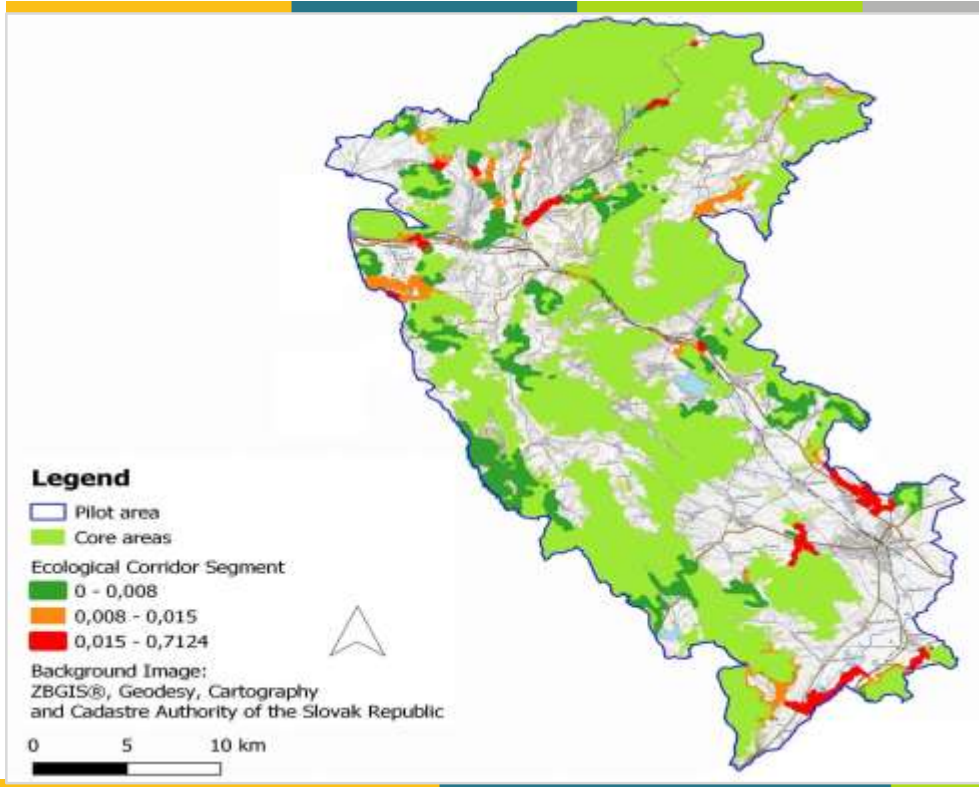 Legend
Pilot area
Core areas
Ecological Corridor Segment
0 - 0,008
0,008 - 0,015
0,015 - 0,7124
Background Image:
ZBGIS®, Geodesy, Cartography
and Cadastre Authority of the Slovak Republic
0 5 10 km